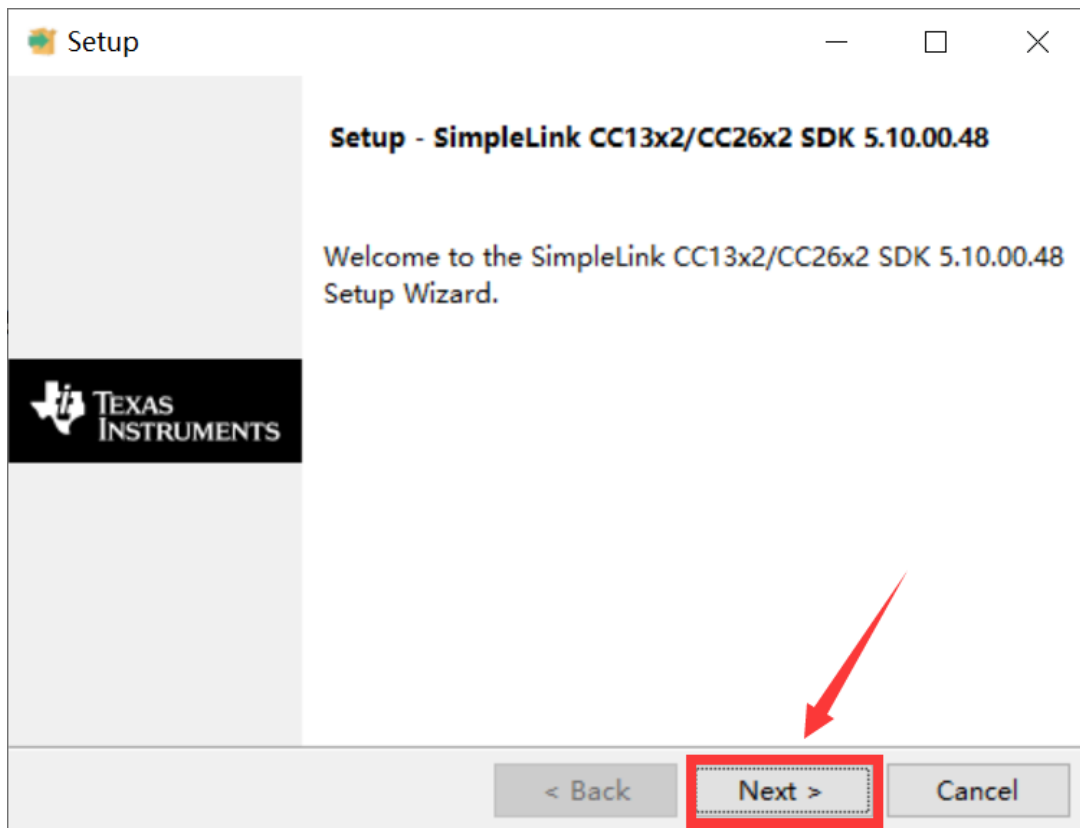 Setup
Setup - SimpleLink CC13x2/CC26x2 SDK 5.10.00.48
Welcome to the SimpleLink CC13x2/CC26x2 SDK 5.10.00.48
Setup Wizard.
TEXAS
INSTRUMENTS
< Back
Next >
Cancel